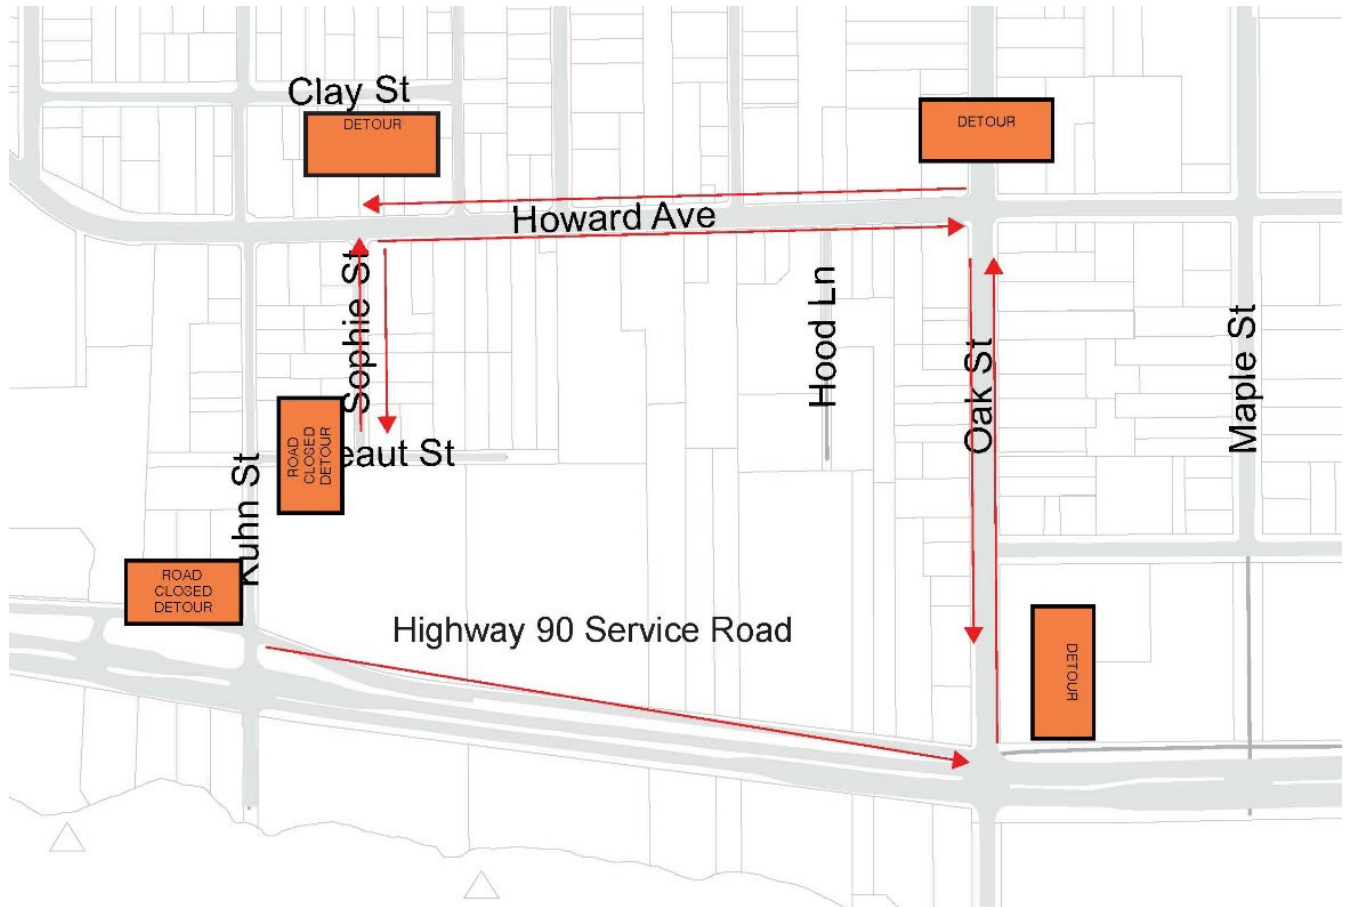 Clay St
DETOUR
DETOUR
Howard Ave
Sophie St
Hood Ln
Oak St
Maple St
ROAD
CLOSED
DETOUR
eaut St
Kuhn St
ROAD
CLOSED
DETOUR
Highway 90 Service Road
DETOUR